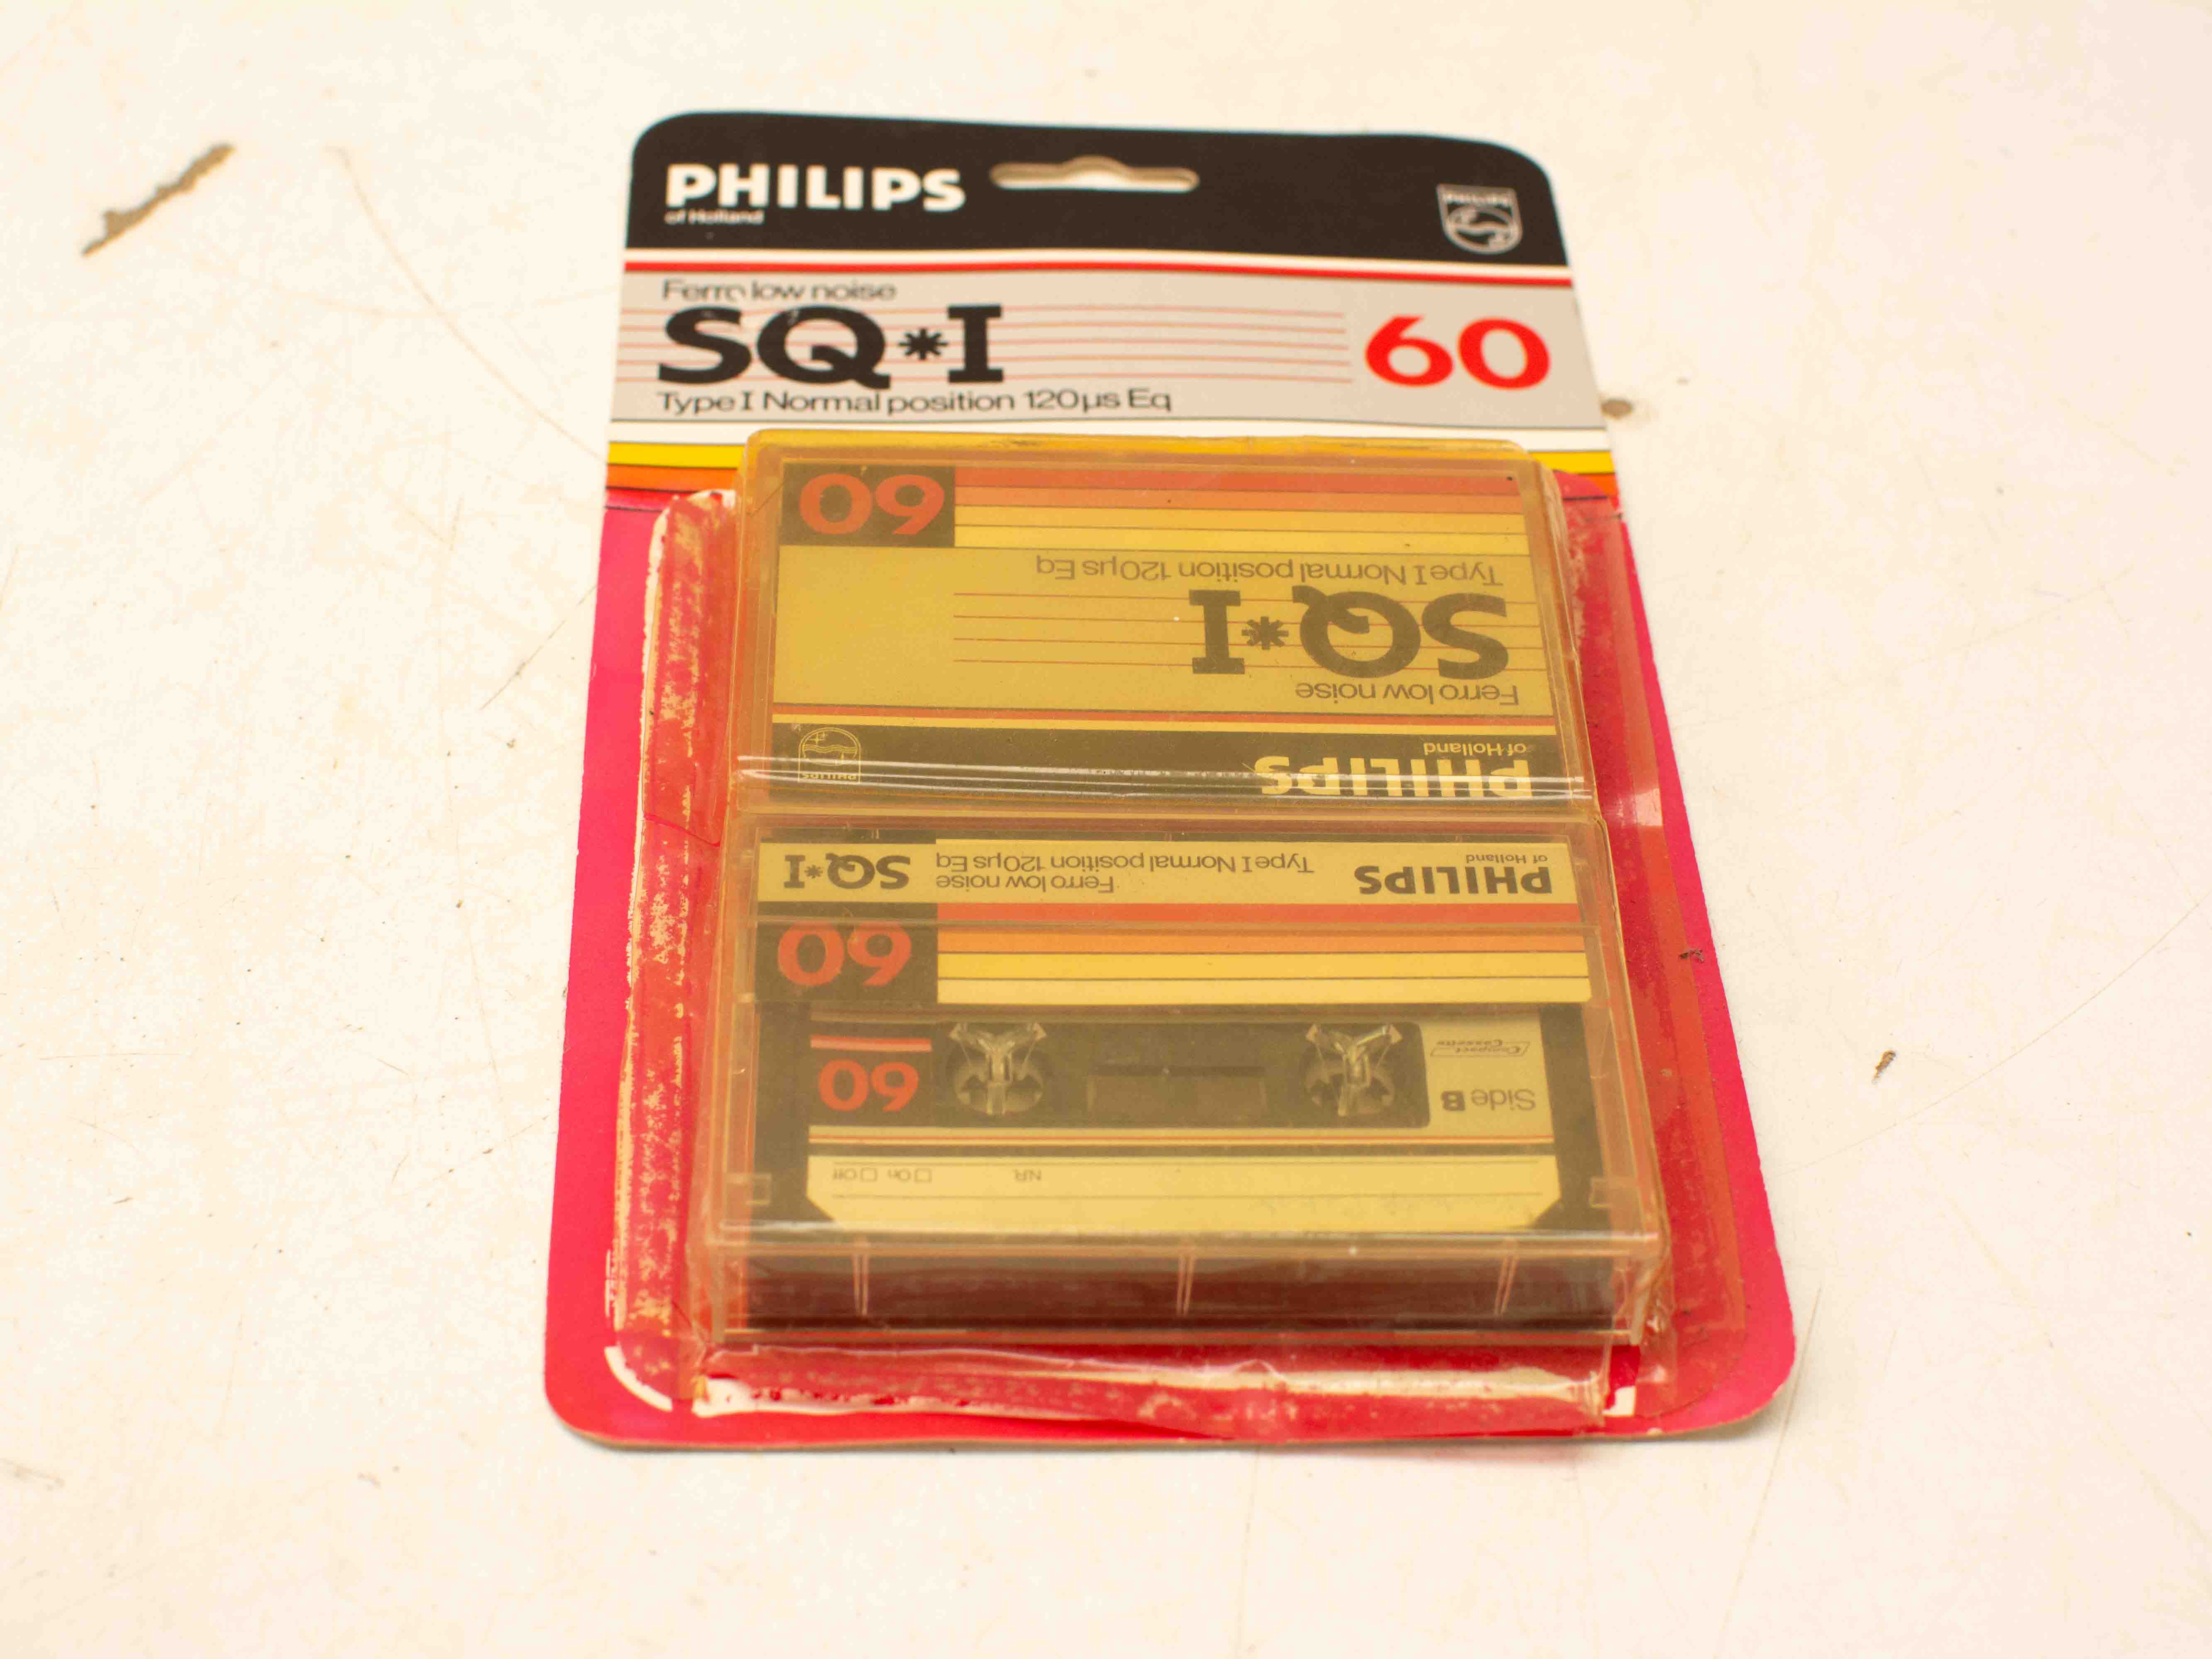 PHILIPS
of Holland
PHILIPS
Ferro low noise
SQ*I
60
Type I Normal position 120µs Eq
60
Type I Normal position 120µs Eq
SQ*I
Ferro low noise
of Holland
PHILIPS
PHILIPS
PHILIPS
of Holland
Ferro low noise
Type I Normal position 120µs Eq
SQ*I
60
Compact
Cassette
Side B
60
NR
On Off